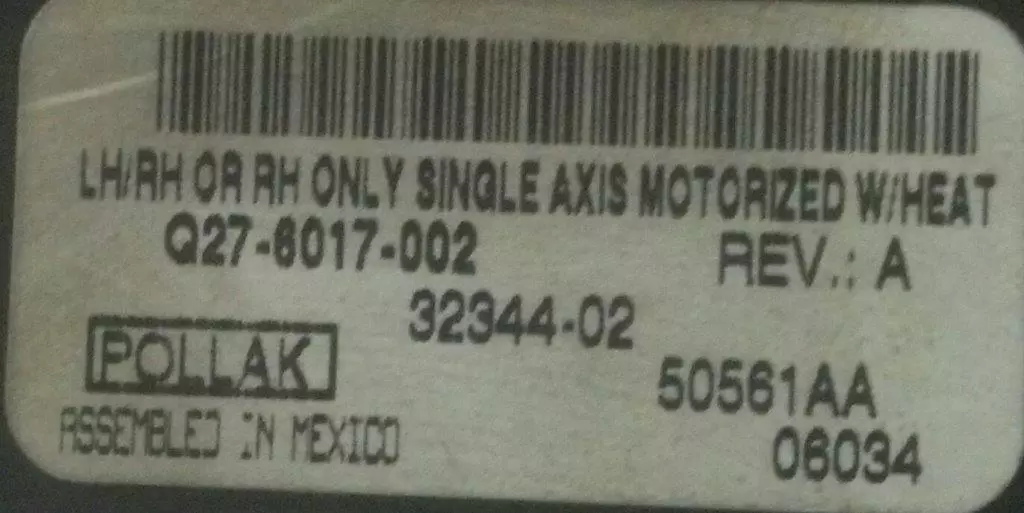 LH/RH OR RH ONLY SINGLE AXIS MOTORIZED W/HEAT
Q27-6017-002 REV.: A
32344-02
POLLAK
50561AA
ASSEMBLED IN MEXICO
06034